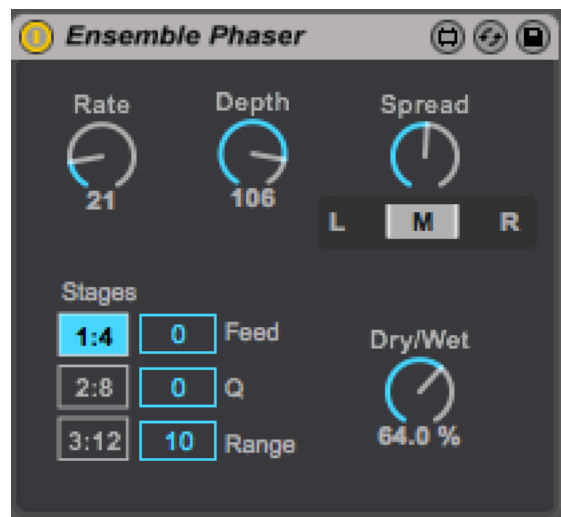 Ensemble Phaser
Rate Depth Spread
21 106
L M R
Stages
1:4 0 Feed
2:8 0 Q
3:12 10 Range
Dry/Wet
64.0 %